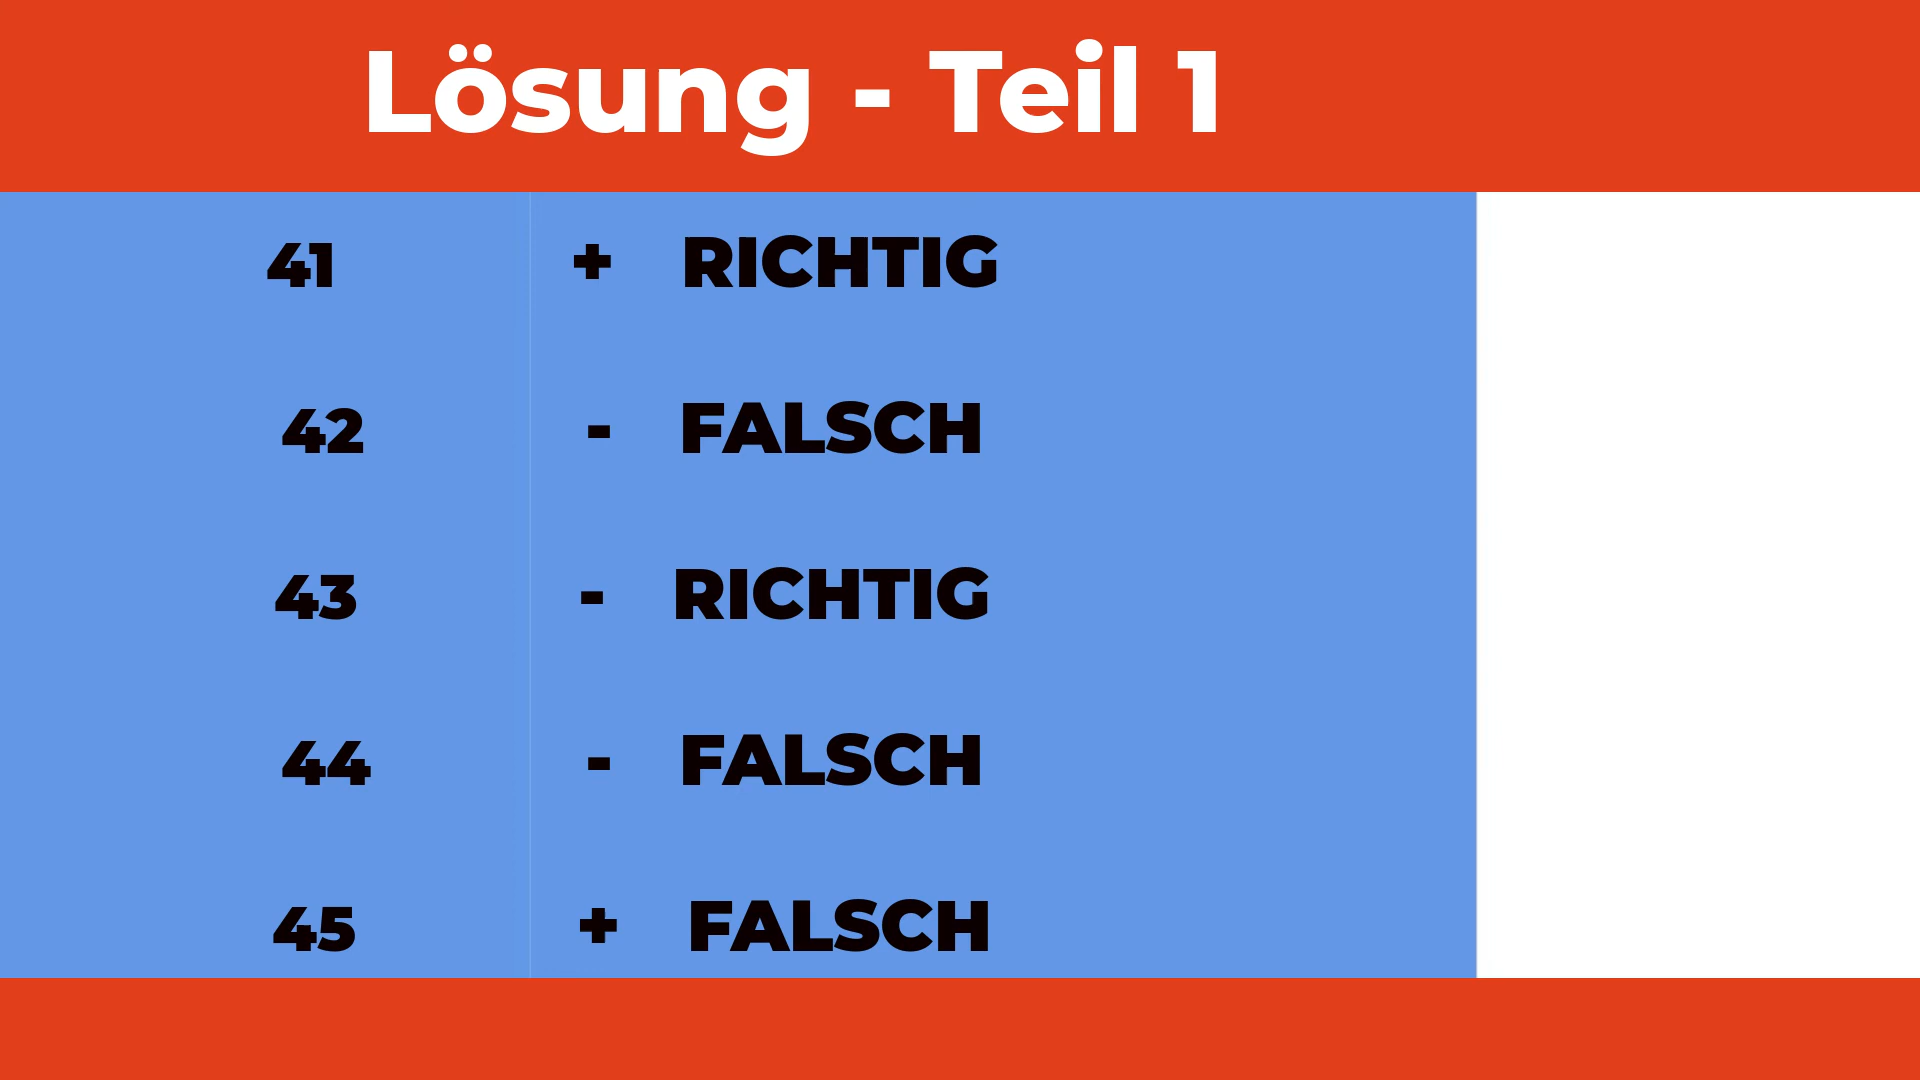 Lösung - Teil 1
41 + RICHTIG
42 - FALSCH
43 - RICHTIG
44 - FALSCH
45 + FALSCH